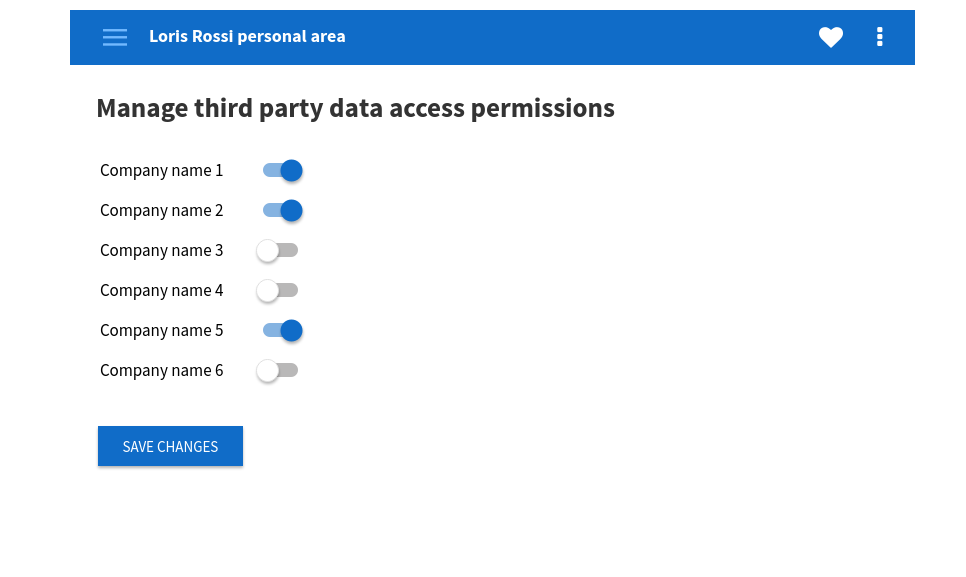 Loris Rossi personal area
Manage third party data access permissions
Company name 1
Company name 2
Company name 3
Company name 4
Company name 5
Company name 6
SAVE CHANGES